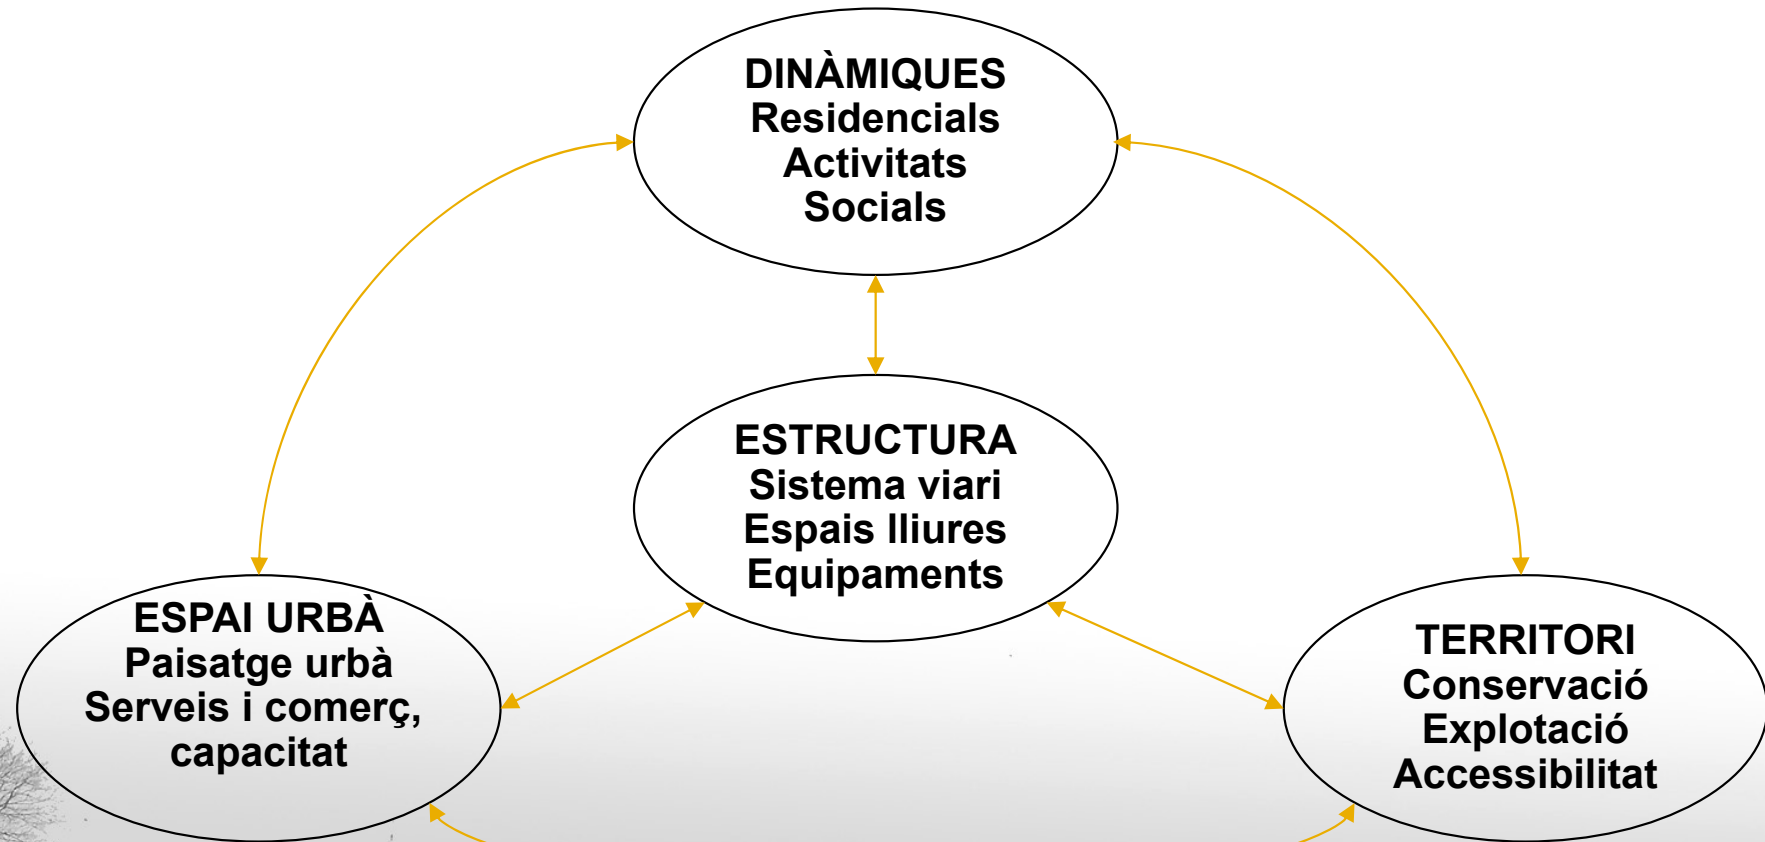 DINÀMIQUES
Residencials
Activitats
Socials
ESTRUCTURA
Sistema viari
Espais lliures
Equipaments
ESPAI URBÀ
Paisatge urbà
Serveis i comerç,
capacitat
TERRITORI
Conservació
Explotació
Accessibilitat